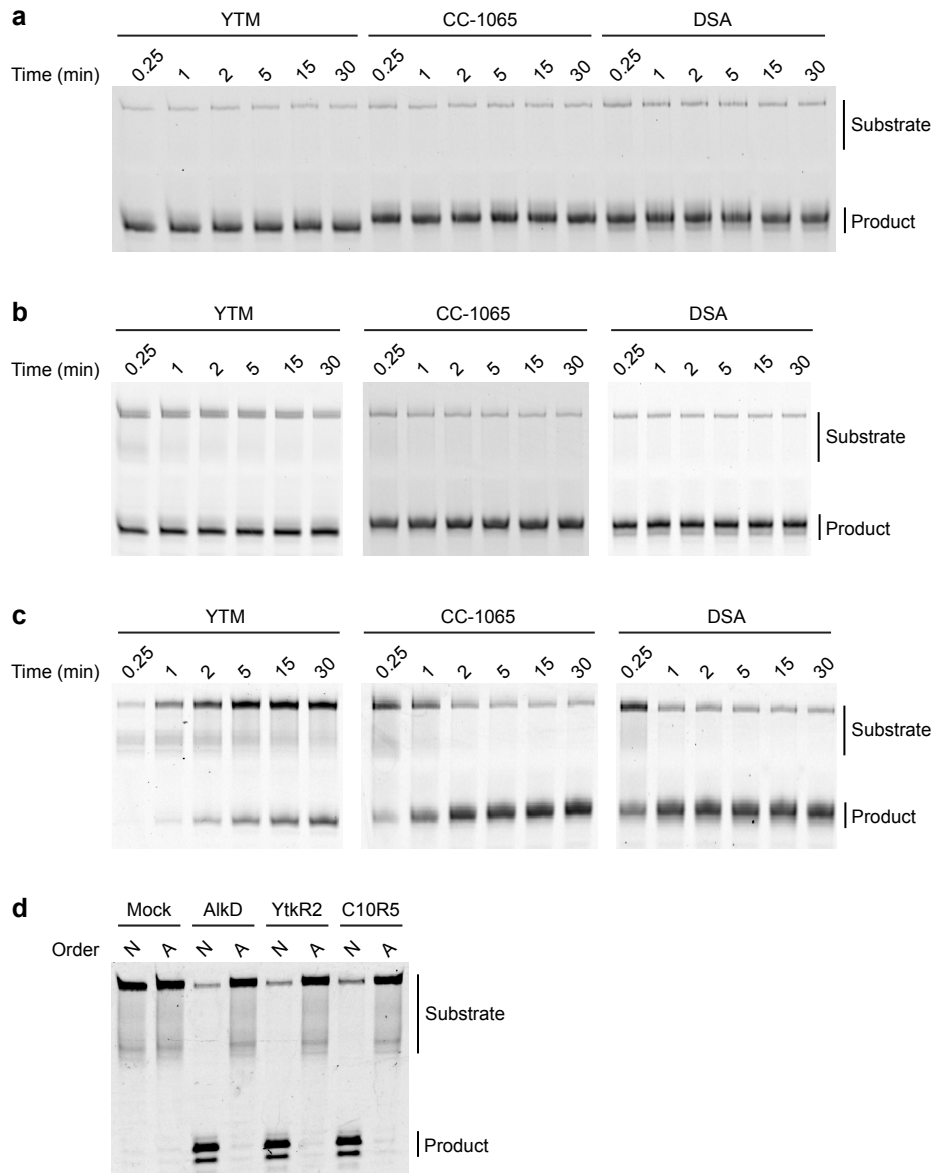 a
YTM CC-1065 DSA
Time (min) 0.25 1 2 5 15 30 0.25 1 2 5 15 30 0.25 1 2 5 15 30
Substrate
Product
b
YTM CC-1065 DSA
Time (min) 0.25 1 2 5 15 30 0.25 1 2 5 15 30 0.25 1 2 5 15 30
Substrate
Product
c
YTM CC-1065 DSA
Time (min) 0.25 1 2 5 15 30 0.25 1 2 5 15 30 0.25 1 2 5 15 30
Substrate
Product
d
Mock AlkD YtkR2 C10R5
Order N A N A N A N A
Substrate
Product